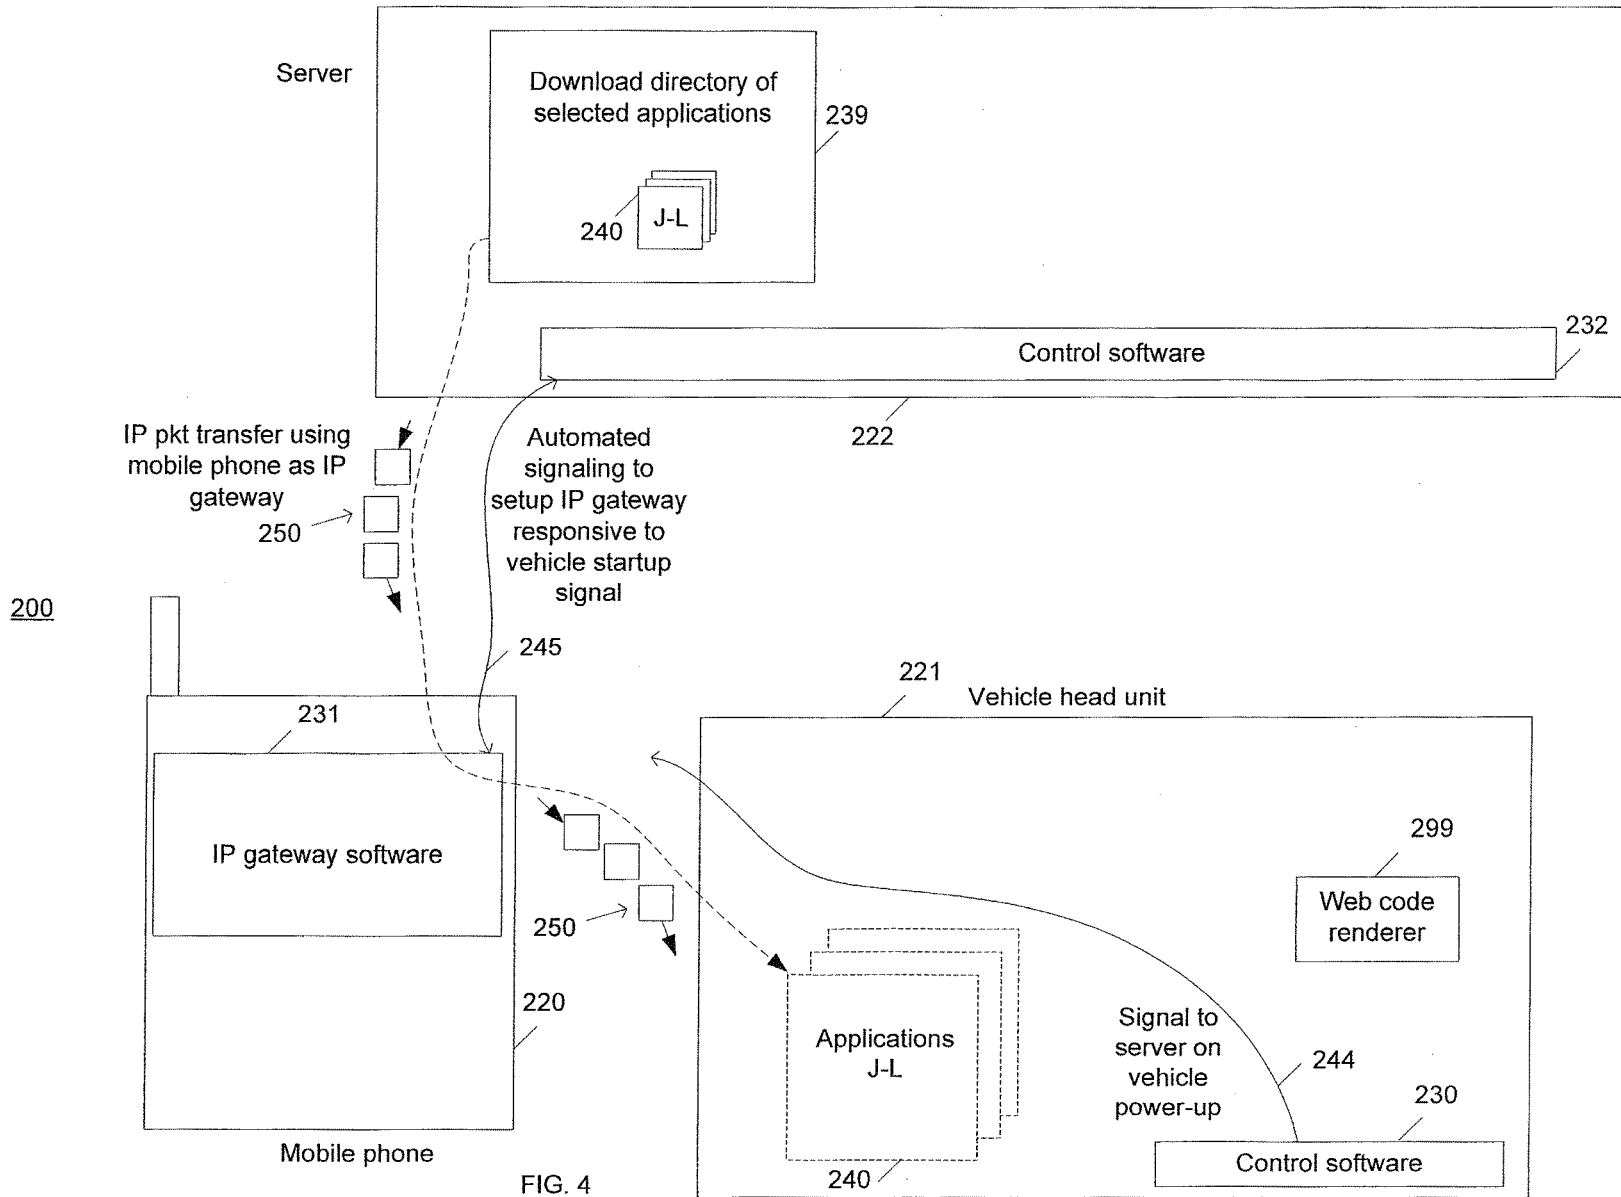 Server
Download directory of
selected applications
239
240
J-L
232
Control software
222
IP pkt transfer using
mobile phone as IP
gateway
250
Automated
signaling to
setup IP gateway
responsive to
vehicle startup
signal
200
245
221
Vehicle head unit
231
IP gateway software
299
Web code
renderer
250
220
Applications
J-L
Signal to
server on
vehicle
power-up
244
230
Control software
240
Mobile phone
FIG. 4